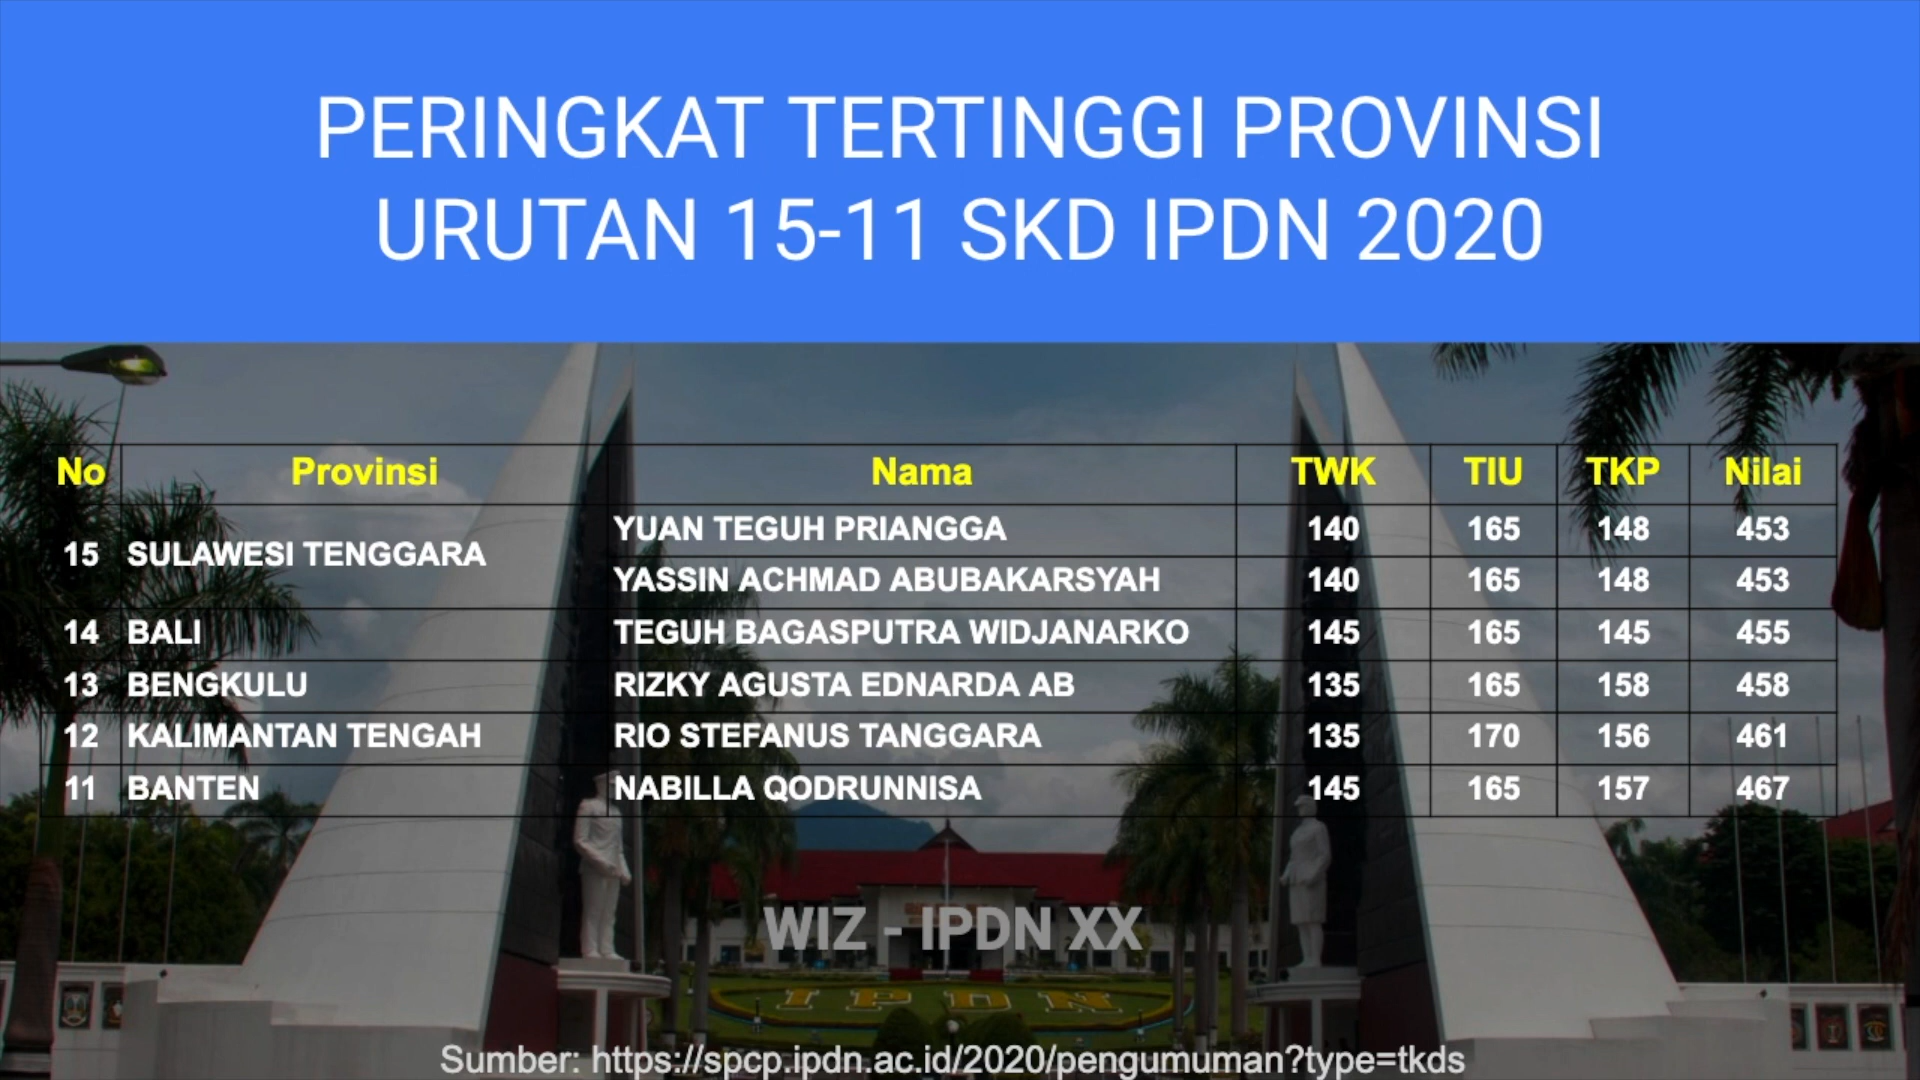 PERINGKAT TERTINGGI PROVINSI
URUTAN 15-11 SKD IPDN 2020
No Provinsi Nama TWK TIU TKP Nilai
15 SULAWESI TENGGARA YUAN TEGUH PRIANGGA 140 165 148 453
YASSIN ACHMAD ABUBAKARSYAH 140 165 148 453
14 BALI TEGUH BAGASPUTRA WIDJANARKO 145 165 145 455
13 BENGKULU RIZKY AGUSTA EDNARDA AB 135 165 158 458
12 KALIMANTAN TENGAH RIO STEFANUS TANGGARA 135 170 156 461
11 BANTEN NABILLA QODRUNNISA 145 165 157 467
WIZ - IPDN XX
IPDN
Sumber: https://spcp.ipdn.ac.id/2020/pengumuman?type=tkds